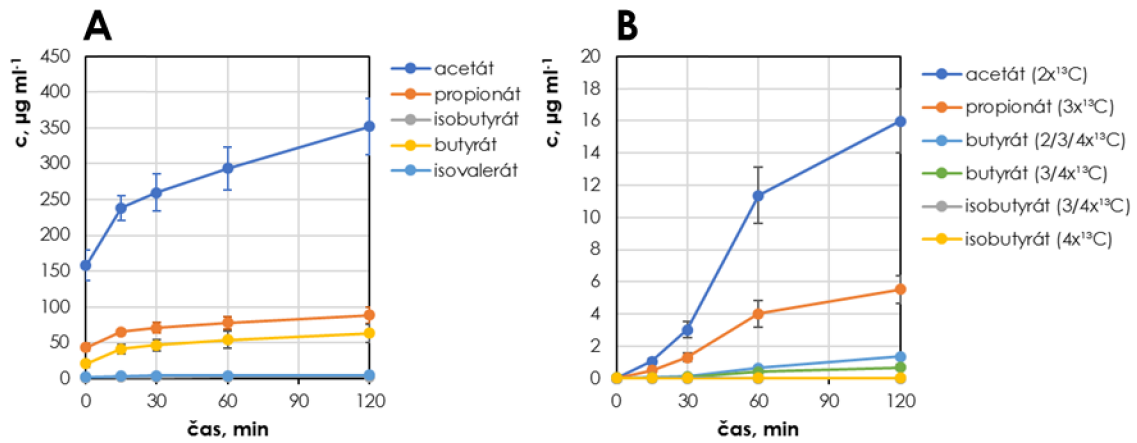 A
c, µg ml⁻¹
450
400
350
300
250
200
150
100
50
0
0 30 60 90 120
čas, min
acetát
propionát
isobutyrát
butyrát
isovalerát
B
c, µg ml⁻¹
20
18
16
14
12
10
8
6
4
2
0
0 30 60 90 120
čas, min
acetát (2x¹³C)
propionát (3x¹³C)
butyrát (2/3/4x¹³C)
butyrát (3/4x¹³C)
isobutyrát (3/4x¹³C)
isobutyrát (4x¹³C)